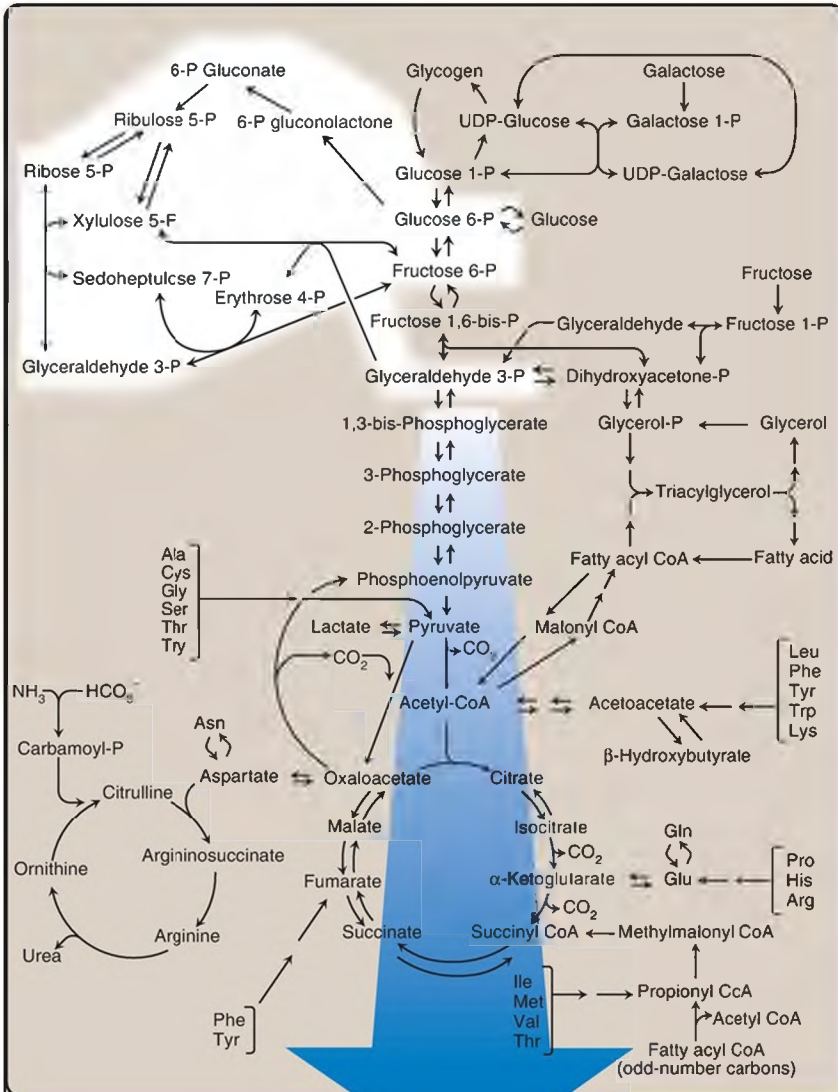 6-P Gluconate
Glycogen
Galactose
Ribulose 5-P
6-P gluconolactone
UDP-Glucose
Galactose 1-P
Ribose 5-P
Glucose 1-P
UDP-Galactose
Xylulose 5-F
Glucose 6-P
Glucose
Sedoheptulcse 7-P
Fructose 6-P
Fructose
Erythrose 4-P
Fructose 1,6-bis-P
Glyceraldehyde
Fructose 1-P
Glyceraldehyde 3-P
Glyceraldehyde 3-P
Dihydroxyacetone-P
1,3-bis-Phosphoglycerate
Glycerol-P
Glycerol
3-Phosphoglycerate
Triacylglycerol
2-Phosphoglycerate
Ala
Cys
Gly
Ser
Thr
Try
Fatty acyl CoA
Fatty acid
Phosphoenolpyruvate
Lactate
Pyruvate
Malonyl CoA
CO2
CO2
Leu
Phe
Tyr
Trp
Lys
NH3
HCO3-
Acetyl-CoA
Acetoacetate
Asn
Carbamoyl-P
β-Hydroxybutyrate
Aspartate
Oxaloacetate
Citrate
Citrulline
Malate
Isocitrate
Gln
CO2
Ornithine
Argininosuccinate
Fumarate
α-Ketoglutarate
Glu
Pro
His
Arg
CO2
Arginine
Succinate
Succinyl CoA
Methylmalonyl CoA
Urea
Ile
Met
Val
Thr
Propionyl CcA
Phe
Tyr
Acetyl CoA
Fatty acyl CoA
(odd-number carbons)